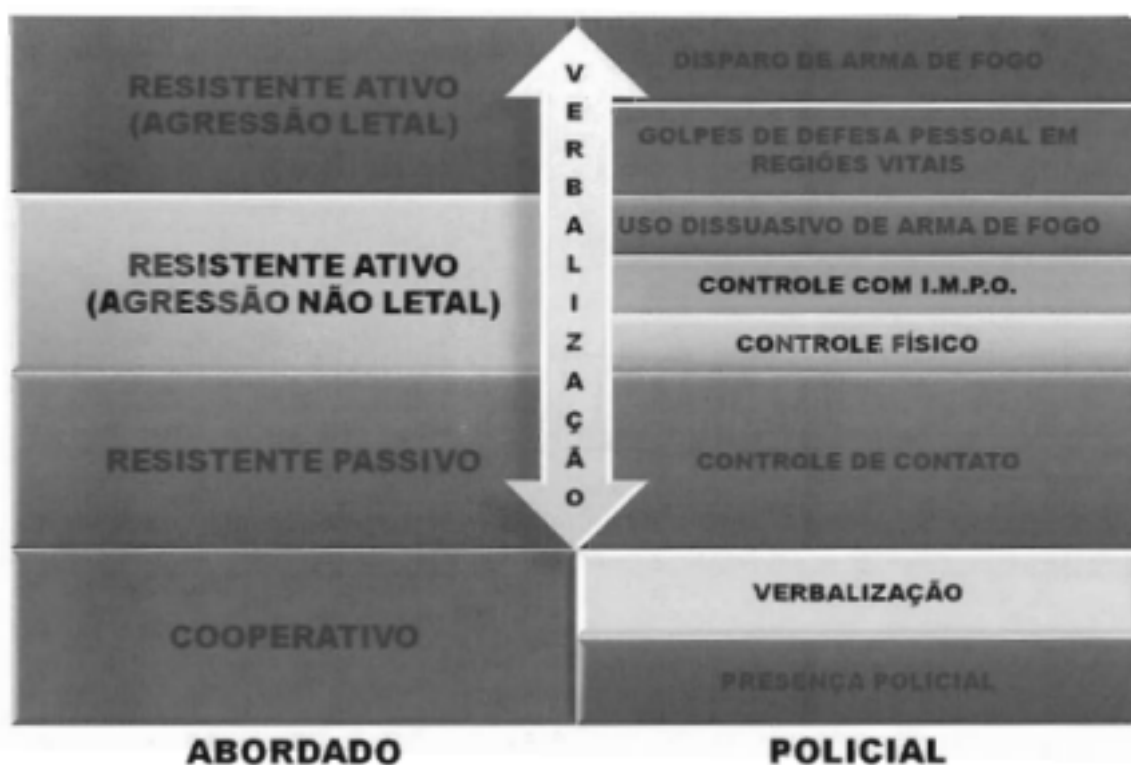 RESISTENTE ATIVO
(AGRESSÃO LETAL)
RESISTENTE ATIVO
(AGRESSÃO NÃO LETAL)
RESISTENTE PASSIVO
COOPERATIVO
ABORDADO
VERBALIZAÇÃO
DISPARO DE ARMA DE FOGO
GOLPES DE DEFESA PESSOAL EM
REGIÕES VITAIS
USO DISSUASIVO DE ARMA DE FOGO
CONTROLE COM I.M.P.O.
CONTROLE FÍSICO
CONTROLE DE CONTATO
VERBALIZAÇÃO
PRESENÇA POLICIAL
POLICIAL